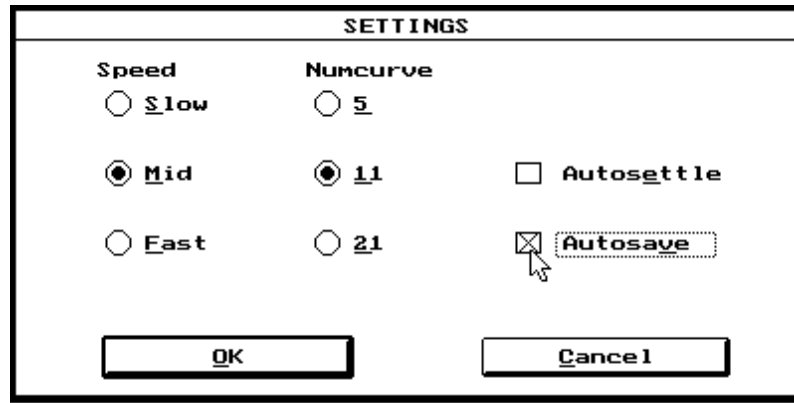 SETTINGS
Speed Numcurve
Slow 5
Mid 11 Autosettle
Fast 21 Autosave
OK Cancel